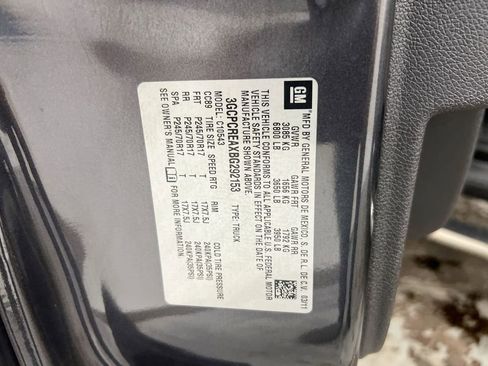 GM
MFD BY GENERAL MOTORS DE MEXICO, S. DE R.L. DE C.V. 03/11
GVWR GAWR FRT GAWR RR
3085 KG 1656 KG 1792 KG
6800 LB 3650 LB 3950 LB
THIS VEHICLE CONFORMS TO ALL APPLICABLE U.S. FEDERAL MOTOR
VEHICLE SAFETY STANDARDS IN EFFECT ON THE DATE OF
MANUFACTURE SHOWN ABOVE.
3GCPCREAXBG292153 TYPE: TRUCK
MODEL: C10543
CC89 TIRE SIZE SPEED RTG RIM COLD TIRE PRESSURE
FRT P245/70R17 T 17X7.5J 240KPA(35PSI)
RR P245/70R17 T 17X7.5J 240KPA(35PSI)
SPA P245/70R17 T 17X7.5J 240KPA(35PSI)
SEE OWNER'S MANUAL FOR MORE INFORMATION